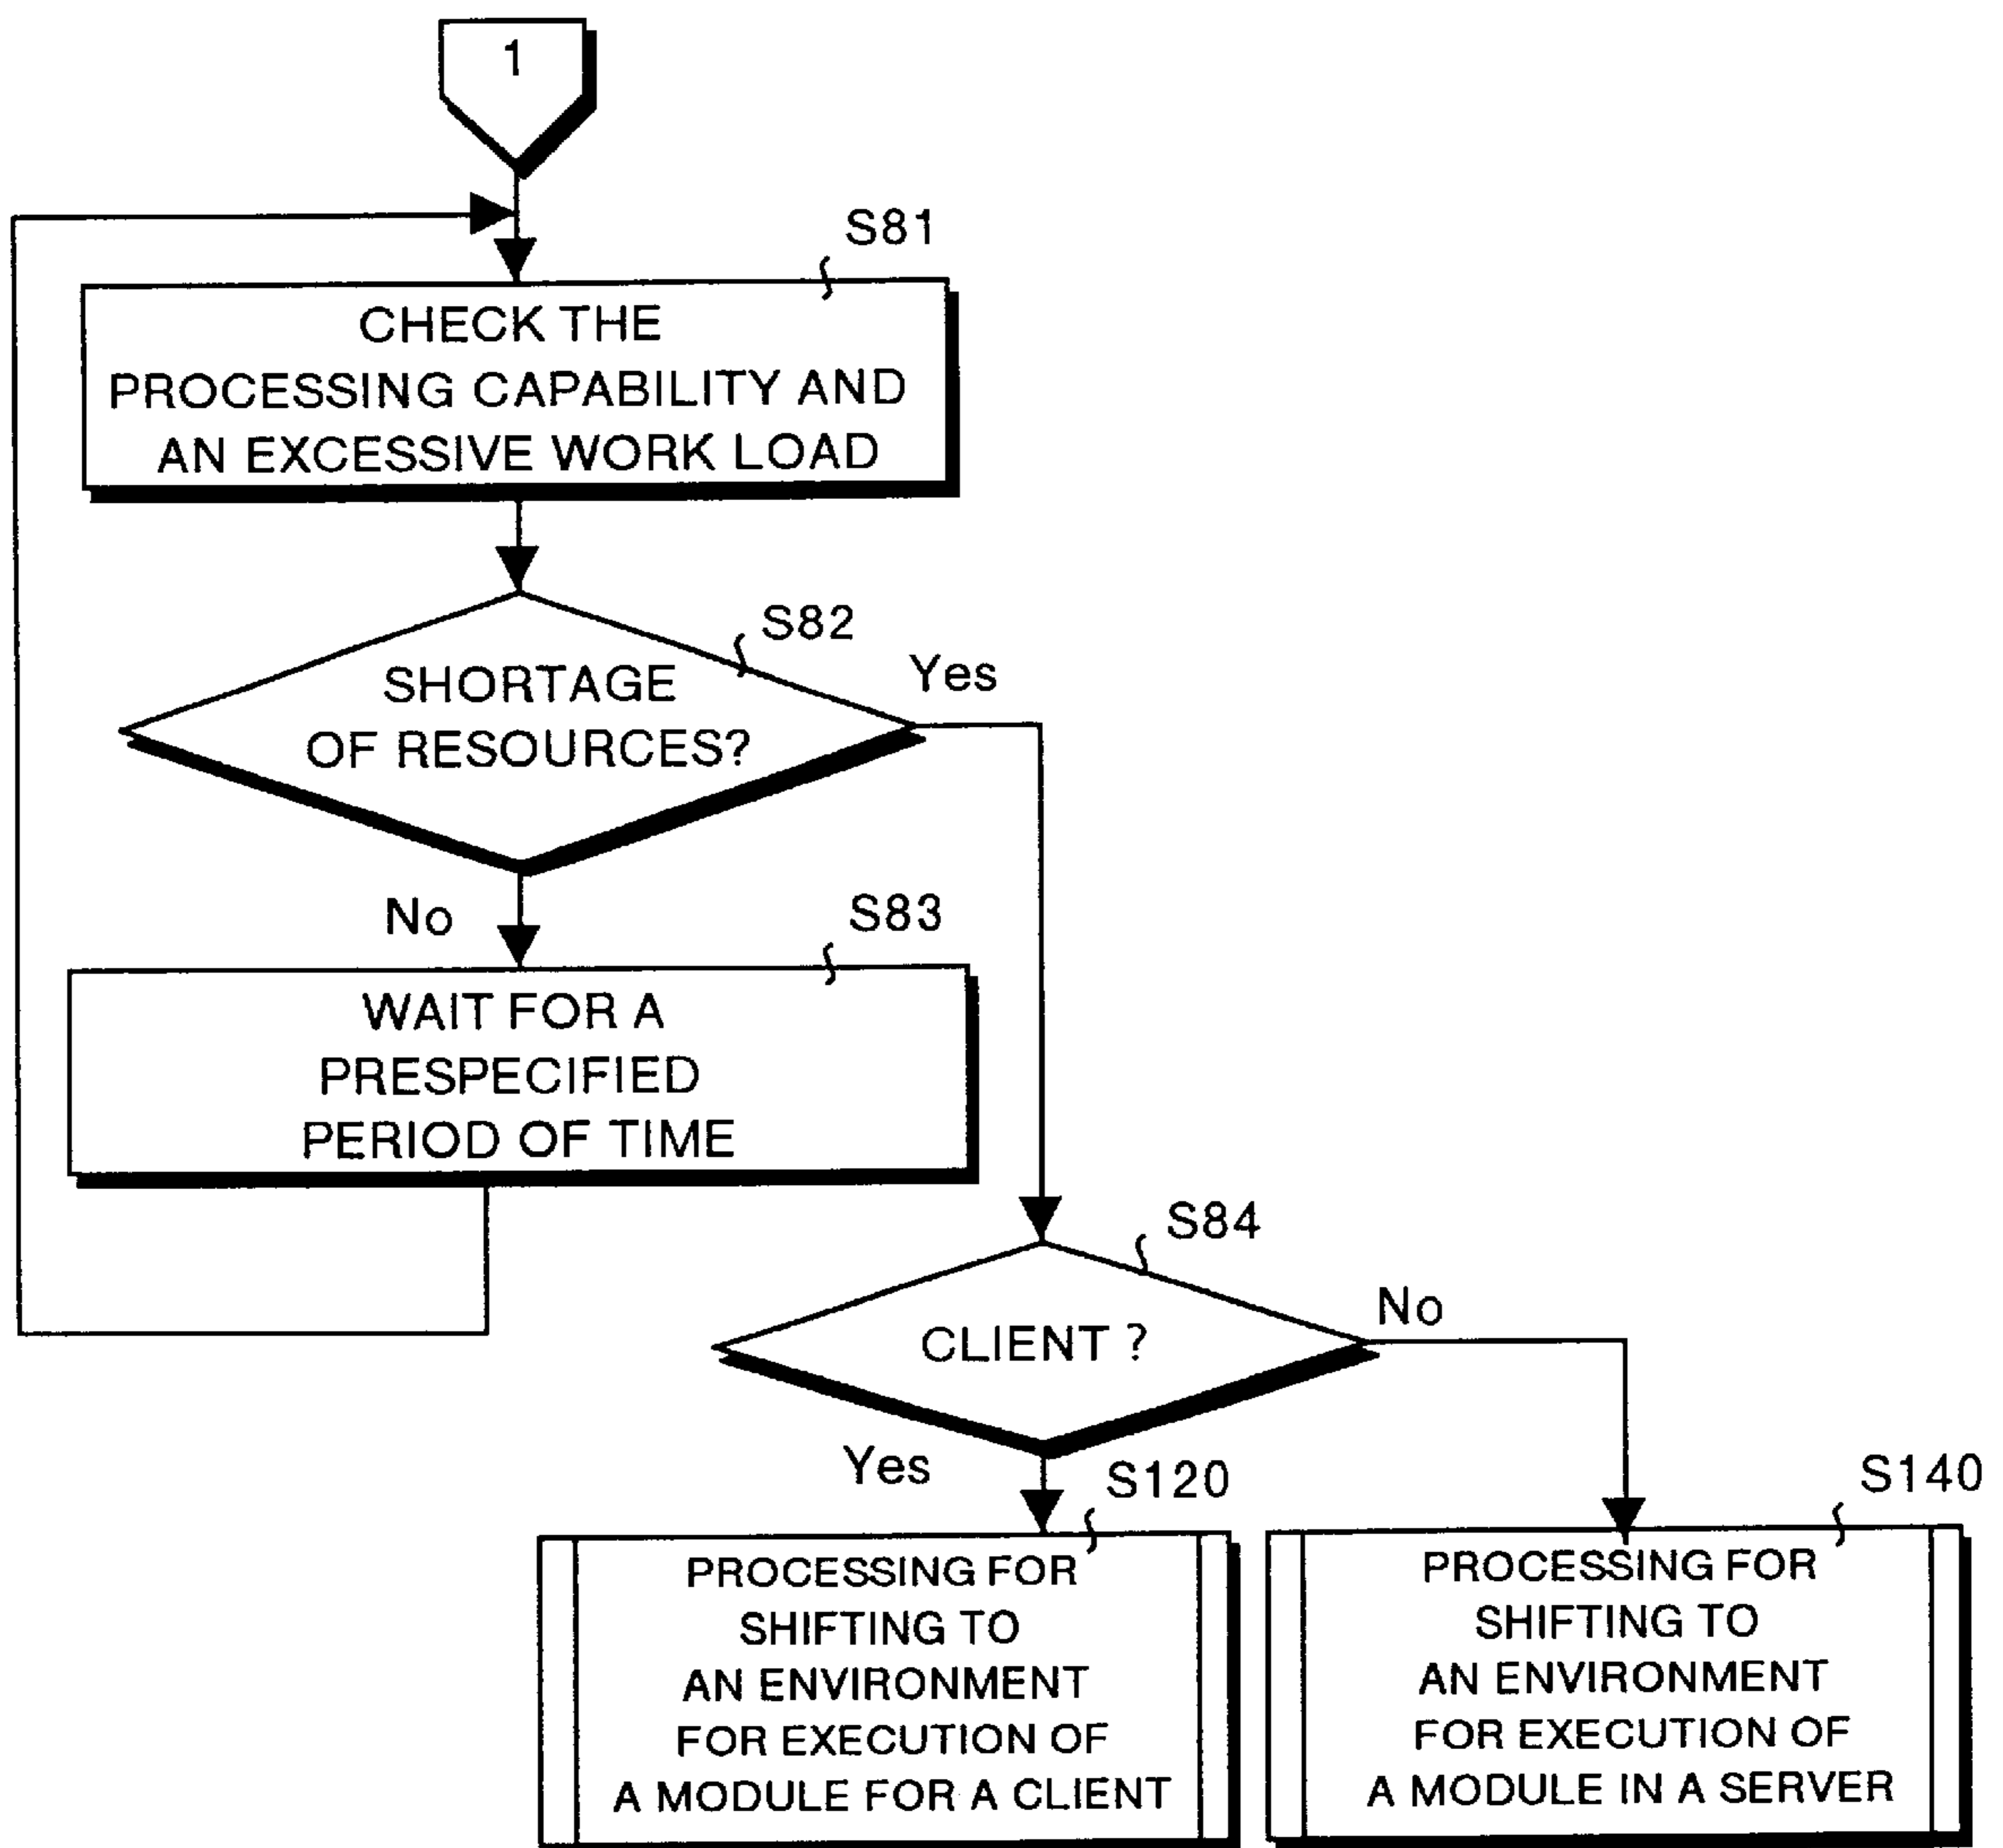 1
S81
CHECK THE
PROCESSING CAPABILITY AND
AN EXCESSIVE WORK LOAD
S82
Yes
SHORTAGE
OF RESOURCES?
No
S83
WAIT FOR A
PRESPECIFIED
PERIOD OF TIME
S84
No
CLIENT ?
Yes
S120
PROCESSING FOR
SHIFTING TO
AN ENVIRONMENT
FOR EXECUTION OF
A MODULE FOR A CLIENT
S140
PROCESSING FOR
SHIFTING TO
AN ENVIRONMENT
FOR EXECUTION OF
A MODULE IN A SERVER